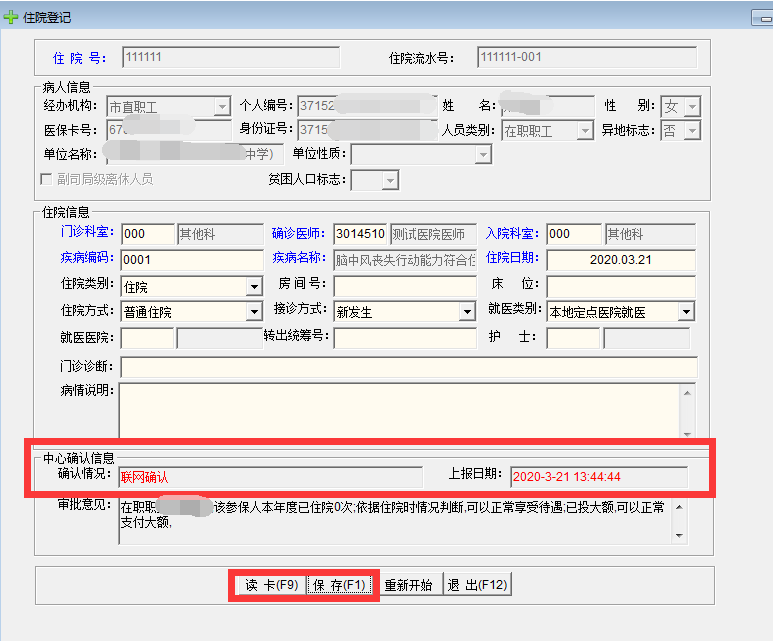 住院登记
住 院 号： 111111 住院流水号： 111111-001
病人信息
经办机构： 市直职工 个人编号： 37152 姓 名： 性 别： 女
医保卡号： 67 身份证号： 3715 人员类别： 在职职工 异地标志： 否
单位名称： 中学） 单位性质：
副司局级离休人员 贫困人口标志：
住院信息
门诊科室： 000 其他科 确诊医师： 3014510 测试医院医师 入院科室： 000 其他科
疾病编码： 0001 疾病名称： 脑中风丧失行动能力符合住 住院日期： 2020.03.21
住院类别： 住院 房 间 号： 床 位：
住院方式： 普通住院 接诊方式： 新发生 就医类别： 本地定点医院就医
就医医院： 转出统筹号： 护 士：
门诊诊断：
病情说明：
中心确认信息
确认情况： 联网确认 上报日期： 2020-3-21 13:44:44
审批意见： 在职职 该参保人本年度已住院0次;依据住院时情况判断,可以正常享受待遇;已投大额,可以正常
支付大额,
读 卡(F9) 保 存(F1) 重新开始 退 出(F12)